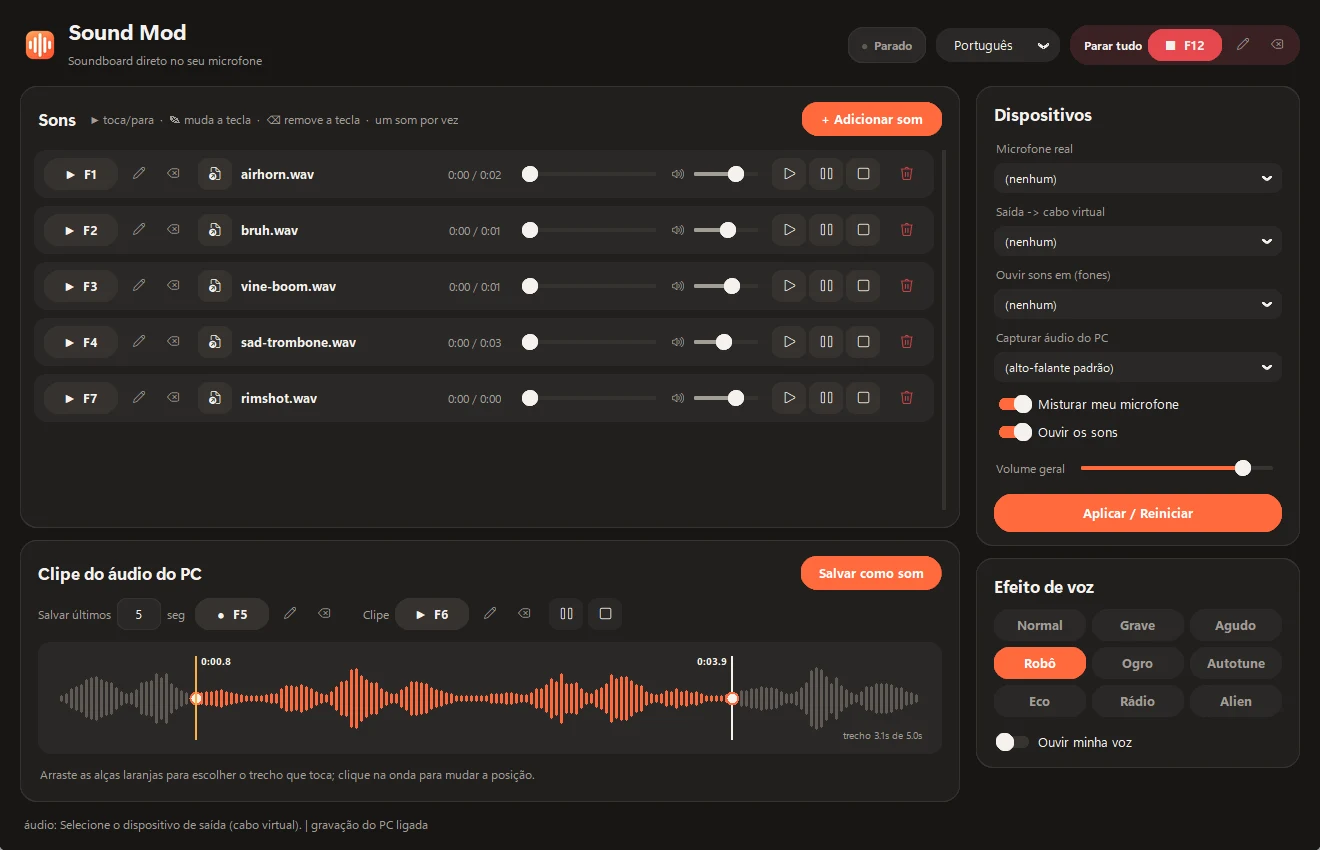 Sound Mod
Soundboard direto no seu microfone
Parado
Português
Parar tudo
F12
Sons
toca/para · muda a tecla · remove a tecla · um som por vez
+ Adicionar som
F1 airhorn.wav 0:00 / 0:02
F2 bruh.wav 0:00 / 0:01
F3 vine-boom.wav 0:00 / 0:01
F4 sad-trombone.wav 0:00 / 0:03
F7 rimshot.wav 0:00 / 0:00
Clipe do áudio do PC
Salvar como som
Salvar últimos 5 seg F5 Clipe F6
0:00.8
0:03.9
trecho 3.1s de 5.0s
Arraste as alças laranjas para escolher o trecho que toca; clique na onda para mudar a posição.
Dispositivos
Microfone real
(nenhum)
Saída -> cabo virtual
(nenhum)
Ouvir sons em (fones)
(nenhum)
Capturar áudio do PC
(alto-falante padrão)
Misturar meu microfone
Ouvir os sons
Volume geral
Aplicar / Reiniciar
Efeito de voz
Normal Grave Agudo
Robô Ogro Autotune
Eco Rádio Alien
Ouvir minha voz
áudio: Selecione o dispositivo de saída (cabo virtual). | gravação do PC ligada